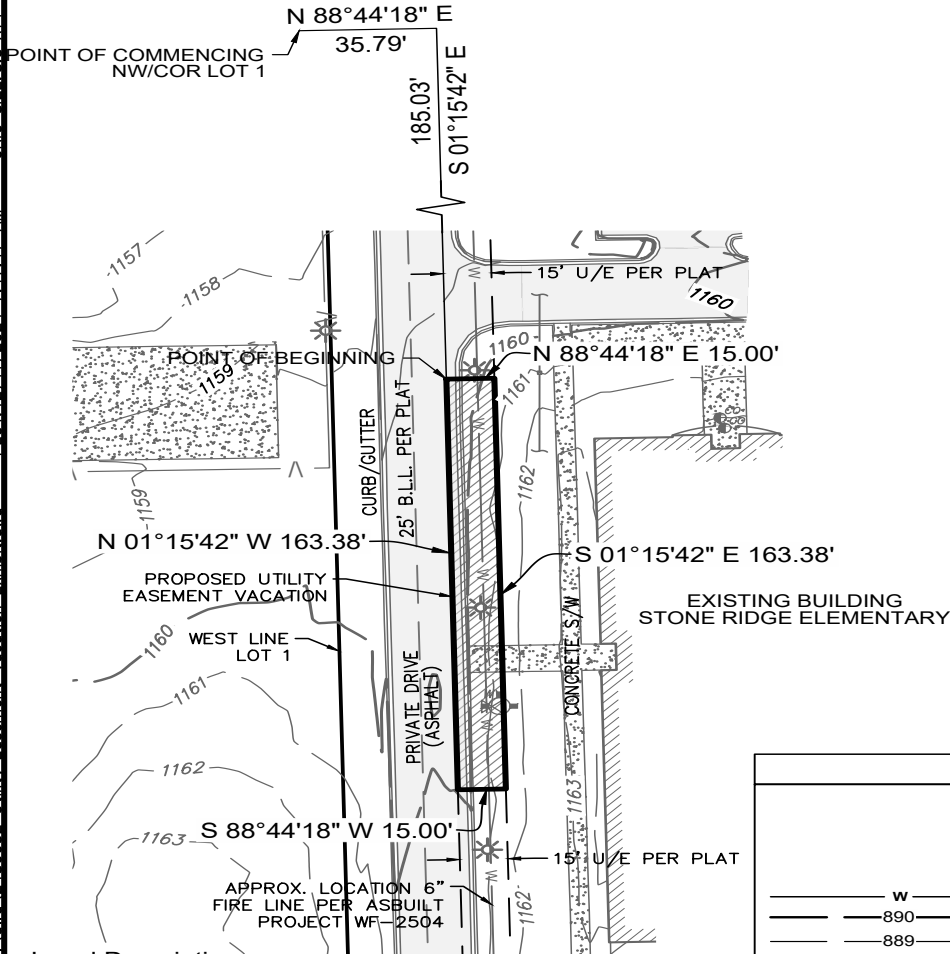 N 88°44'18" E
35.79'
POINT OF COMMENCING
NW/COR LOT 1
185.03'
S 01°15'42" E
1157
1158
W
15' U/E PER PLAT
1160
1160
POINT OF BEGINNING
N 88°44'18" E 15.00'
1159
1161
W
CURB/GUTTER
25' B.L.L. PER PLAT
1162
1159
N 01°15'42" W 163.38'
S 01°15'42" E 163.38'
W
PROPOSED UTILITY
EASEMENT VACATION
EXISTING BUILDING
STONE RIDGE ELEMENTARY
1160
WEST LINE
LOT 1
CONCRETE S/W
1161
PRIVATE DRIVE
(ASPHALT)
W
1162
1163
1163
S 88°44'18" W 15.00'
15' U/E PER PLAT
W
APPROX. LOCATION 6"
FIRE LINE PER ASBUILT
PROJECT WF-2504
1162
W
890
889